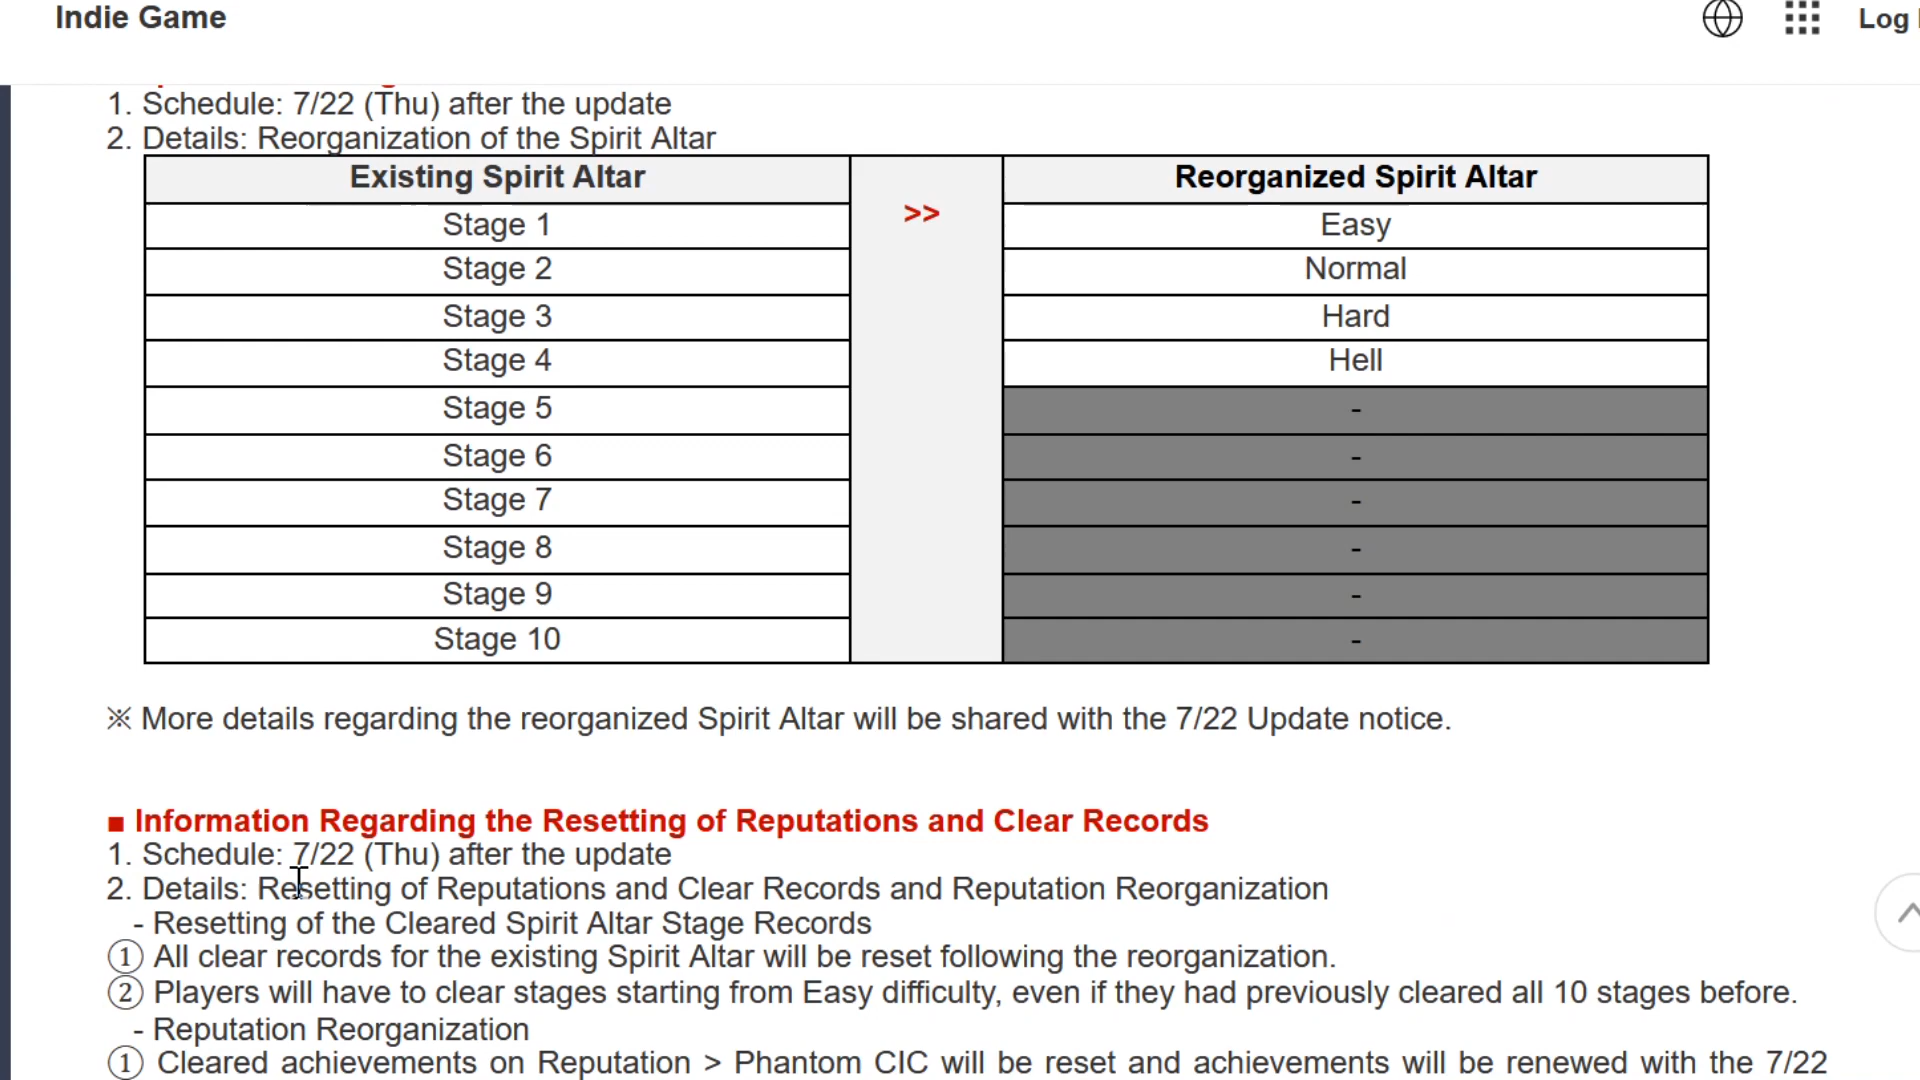 Indie Game
Log
1. Schedule: 7/22 (Thu) after the update
2. Details: Reorganization of the Spirit Altar
Existing Spirit Altar >> Reorganized Spirit Altar
Stage 1 Easy
Stage 2 Normal
Stage 3 Hard
Stage 4 Hell
Stage 5 -
Stage 6 -
Stage 7 -
Stage 8 -
Stage 9 -
Stage 10 -
※ More details regarding the reorganized Spirit Altar will be shared with the 7/22 Update notice.
■ Information Regarding the Resetting of Reputations and Clear Records
1. Schedule: 7/22 (Thu) after the update
2. Details: Resetting of Reputations and Clear Records and Reputation Reorganization
- Resetting of the Cleared Spirit Altar Stage Records
① All clear records for the existing Spirit Altar will be reset following the reorganization.
② Players will have to clear stages starting from Easy difficulty, even if they had previously cleared all 10 stages before.
- Reputation Reorganization
① Cleared achievements on Reputation > Phantom CIC will be reset and achievements will be renewed with the 7/22